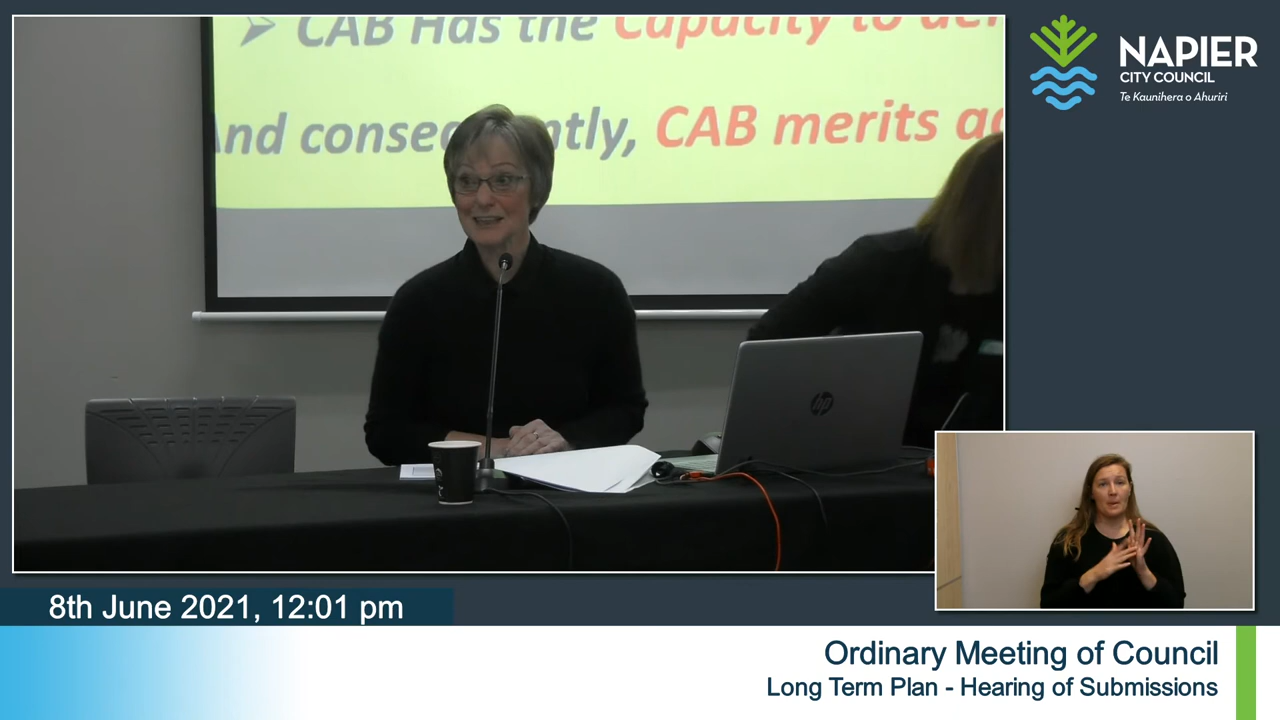 CAB Has the Capacity to
And consequently, CAB merits
NAPIER
CITY COUNCIL
Te Kaunihera o Ahuriri
hp
8th June 2021, 12:01 pm
Ordinary Meeting of Council
Long Term Plan - Hearing of Submissions